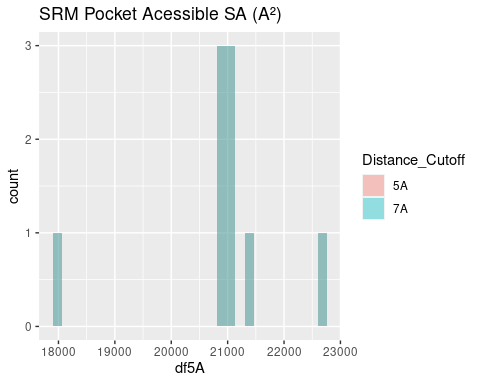 SRM Pocket Acessible SA (A²)
3
2
1
0
count
18000 19000 20000 21000 22000 23000
df5A
Distance_Cutoff
5A
7A